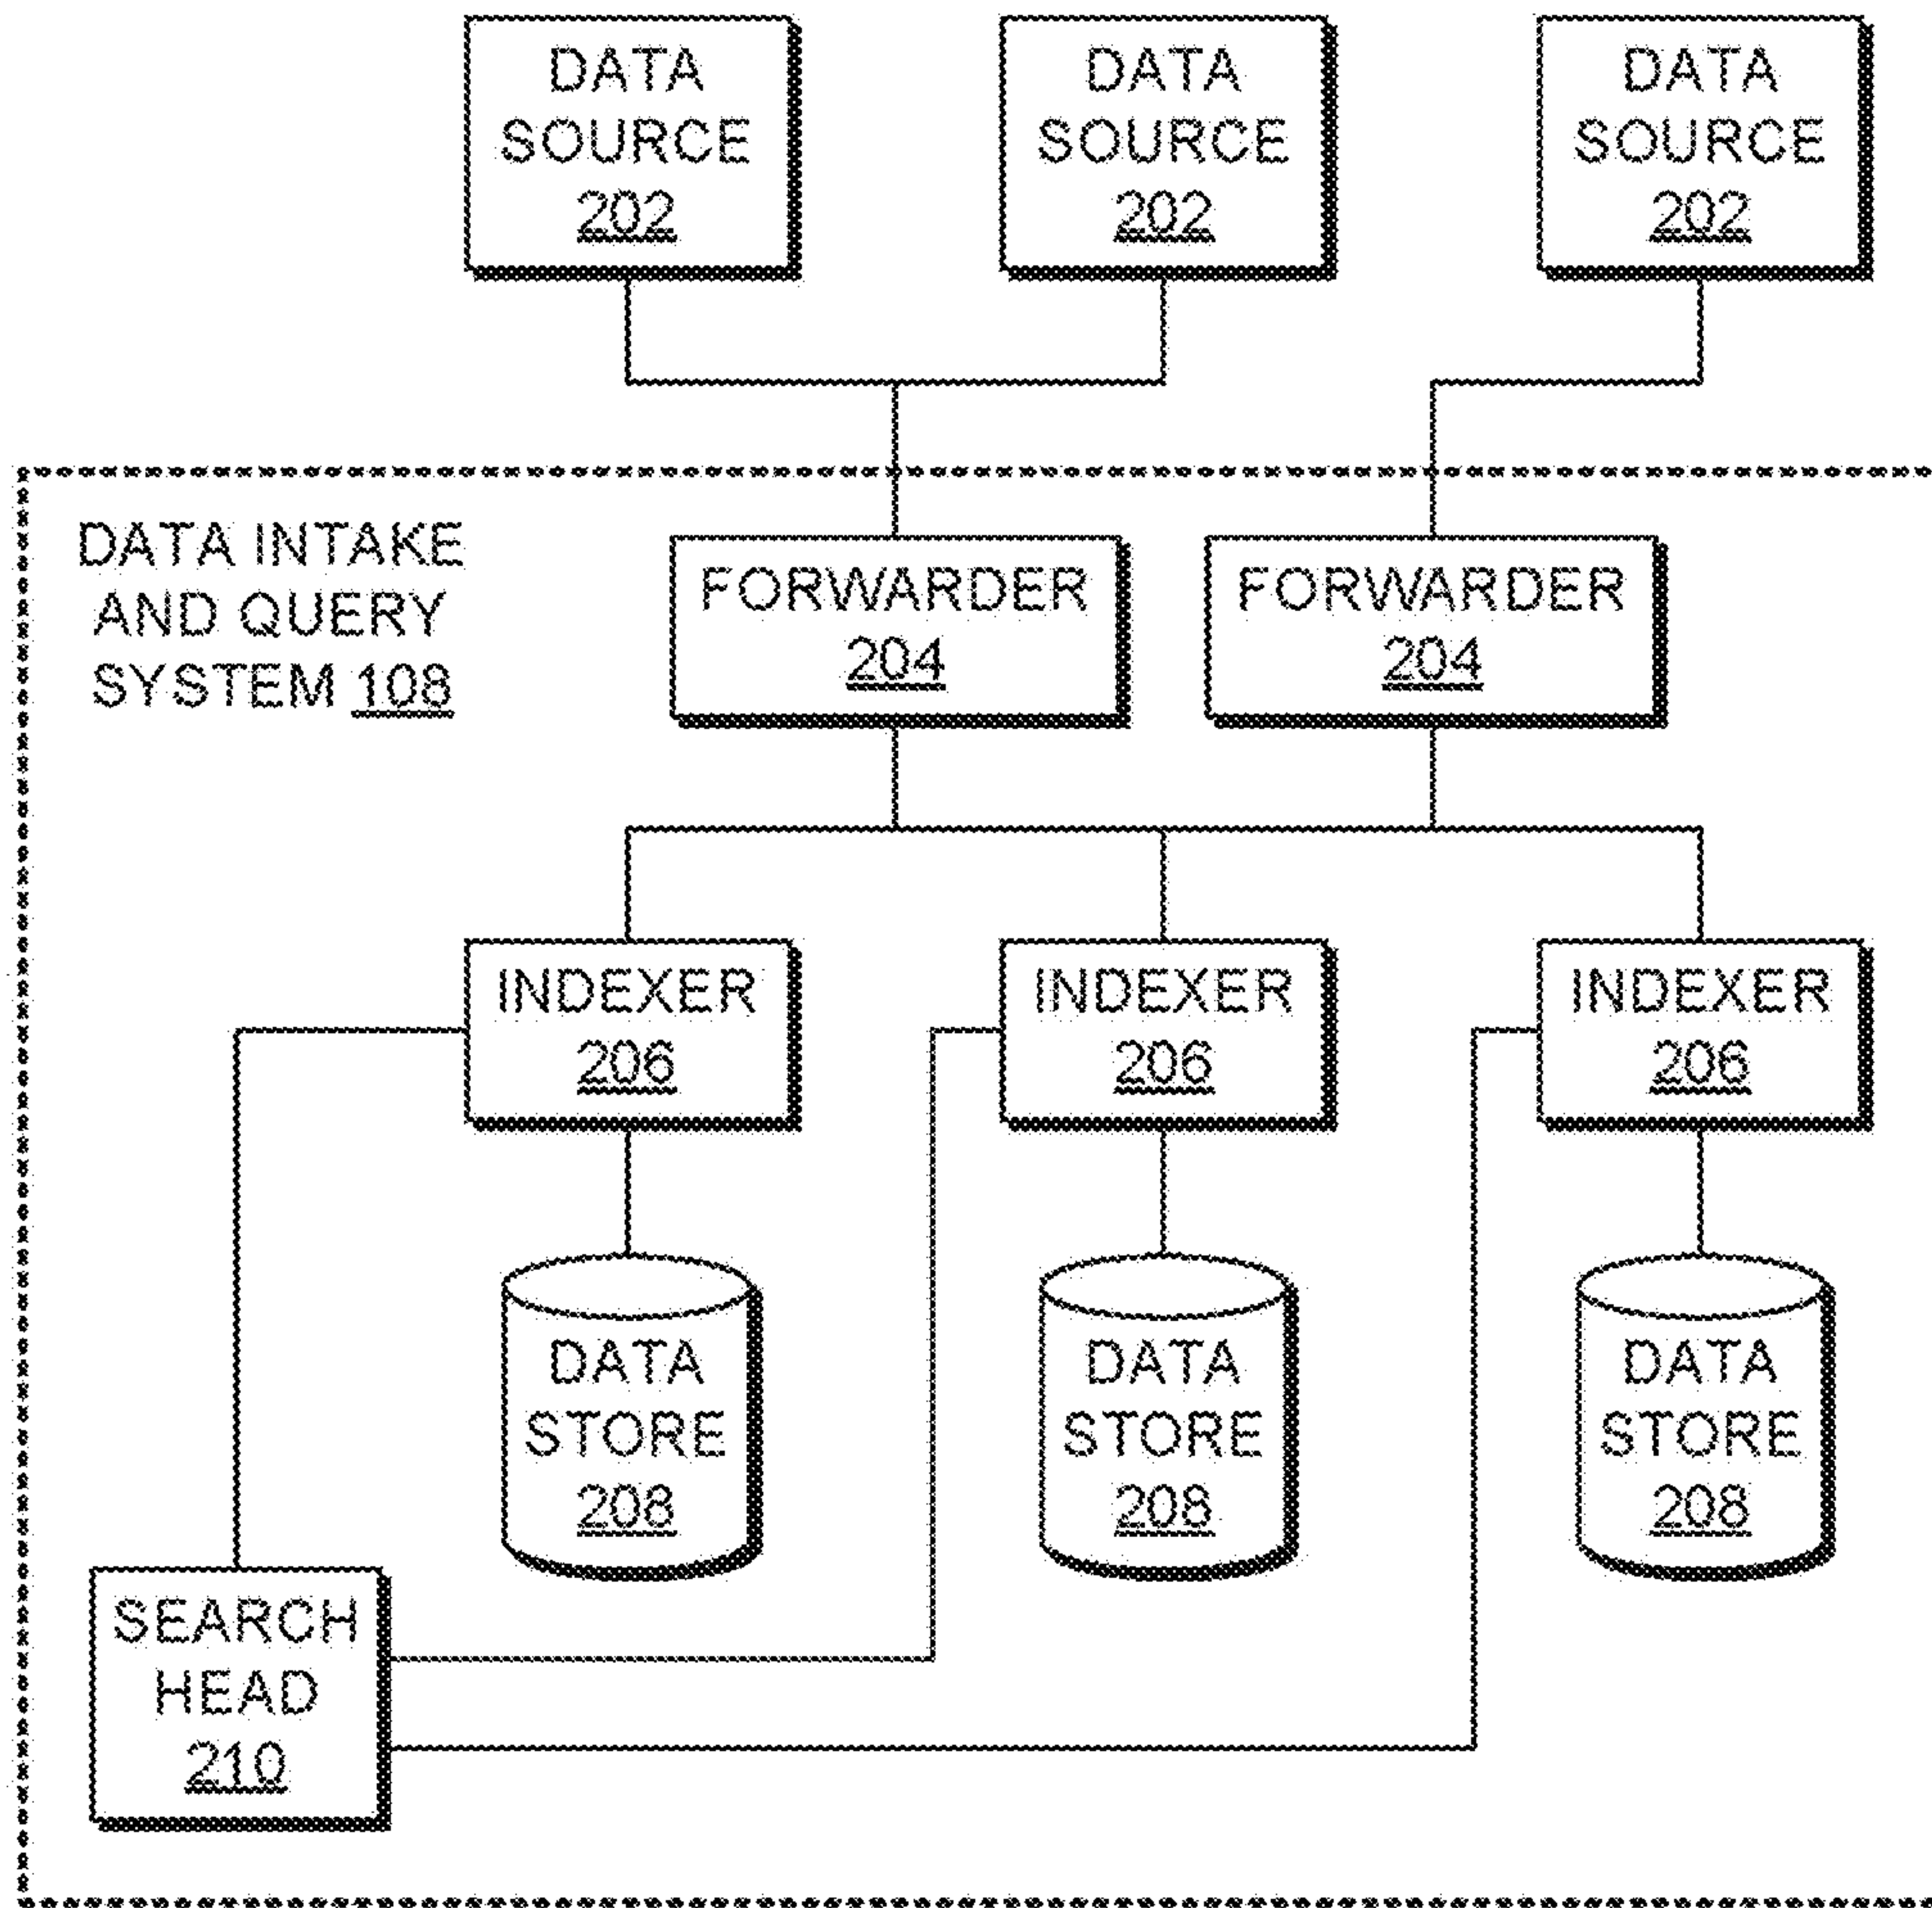 DATA
SOURCE
202
DATA
SOURCE
202
DATA
SOURCE
202
DATA INTAKE
AND QUERY
SYSTEM 108
FORWARDER
204
FORWARDER
204
INDEXER
206
INDEXER
206
INDEXER
206
DATA
STORE
208
DATA
STORE
208
DATA
STORE
208
SEARCH
HEAD
210